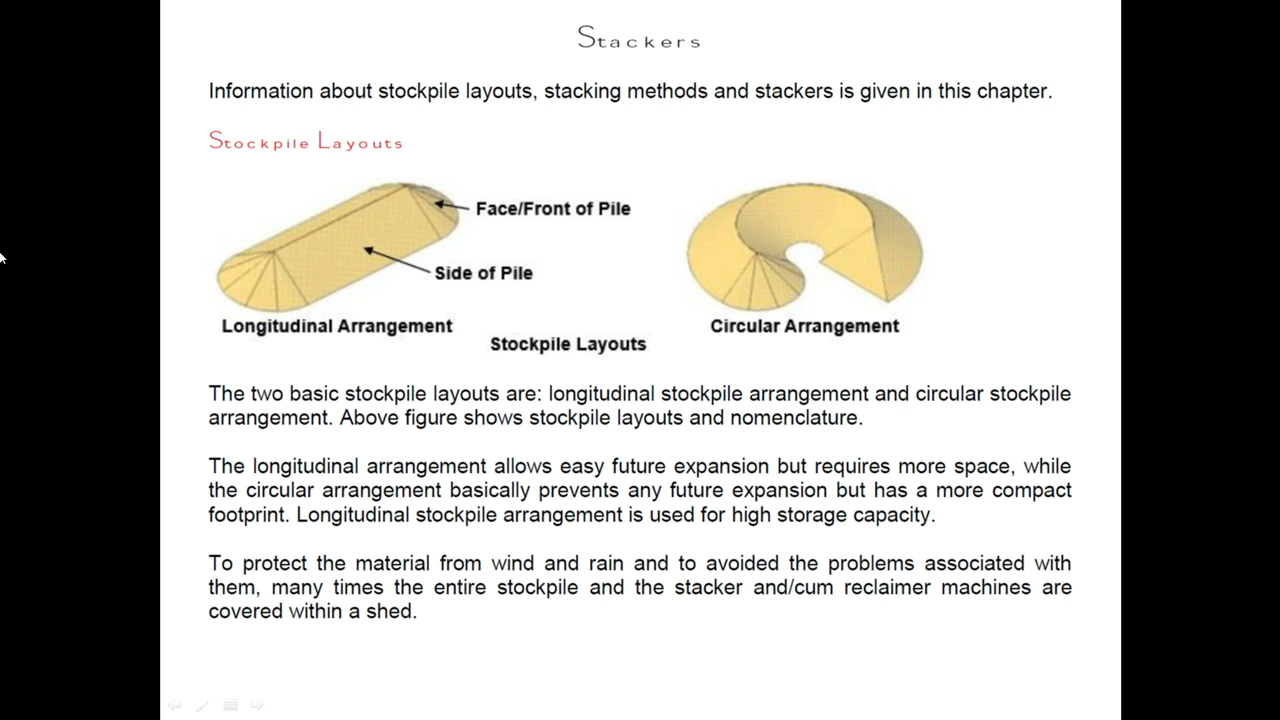 Stackers
Information about stockpile layouts, stacking methods and stackers is given in this chapter.
Stockpile Layouts
Face/Front of Pile
Side of Pile
Longitudinal Arrangement
Circular Arrangement
Stockpile Layouts
The two basic stockpile layouts are: longitudinal stockpile arrangement and circular stockpile
arrangement. Above figure shows stockpile layouts and nomenclature.
The longitudinal arrangement allows easy future expansion but requires more space, while
the circular arrangement basically prevents any future expansion but has a more compact
footprint. Longitudinal stockpile arrangement is used for high storage capacity.
To protect the material from wind and rain and to avoided the problems associated with
them, many times the entire stockpile and the stacker and/cum reclaimer machines are
covered within a shed.